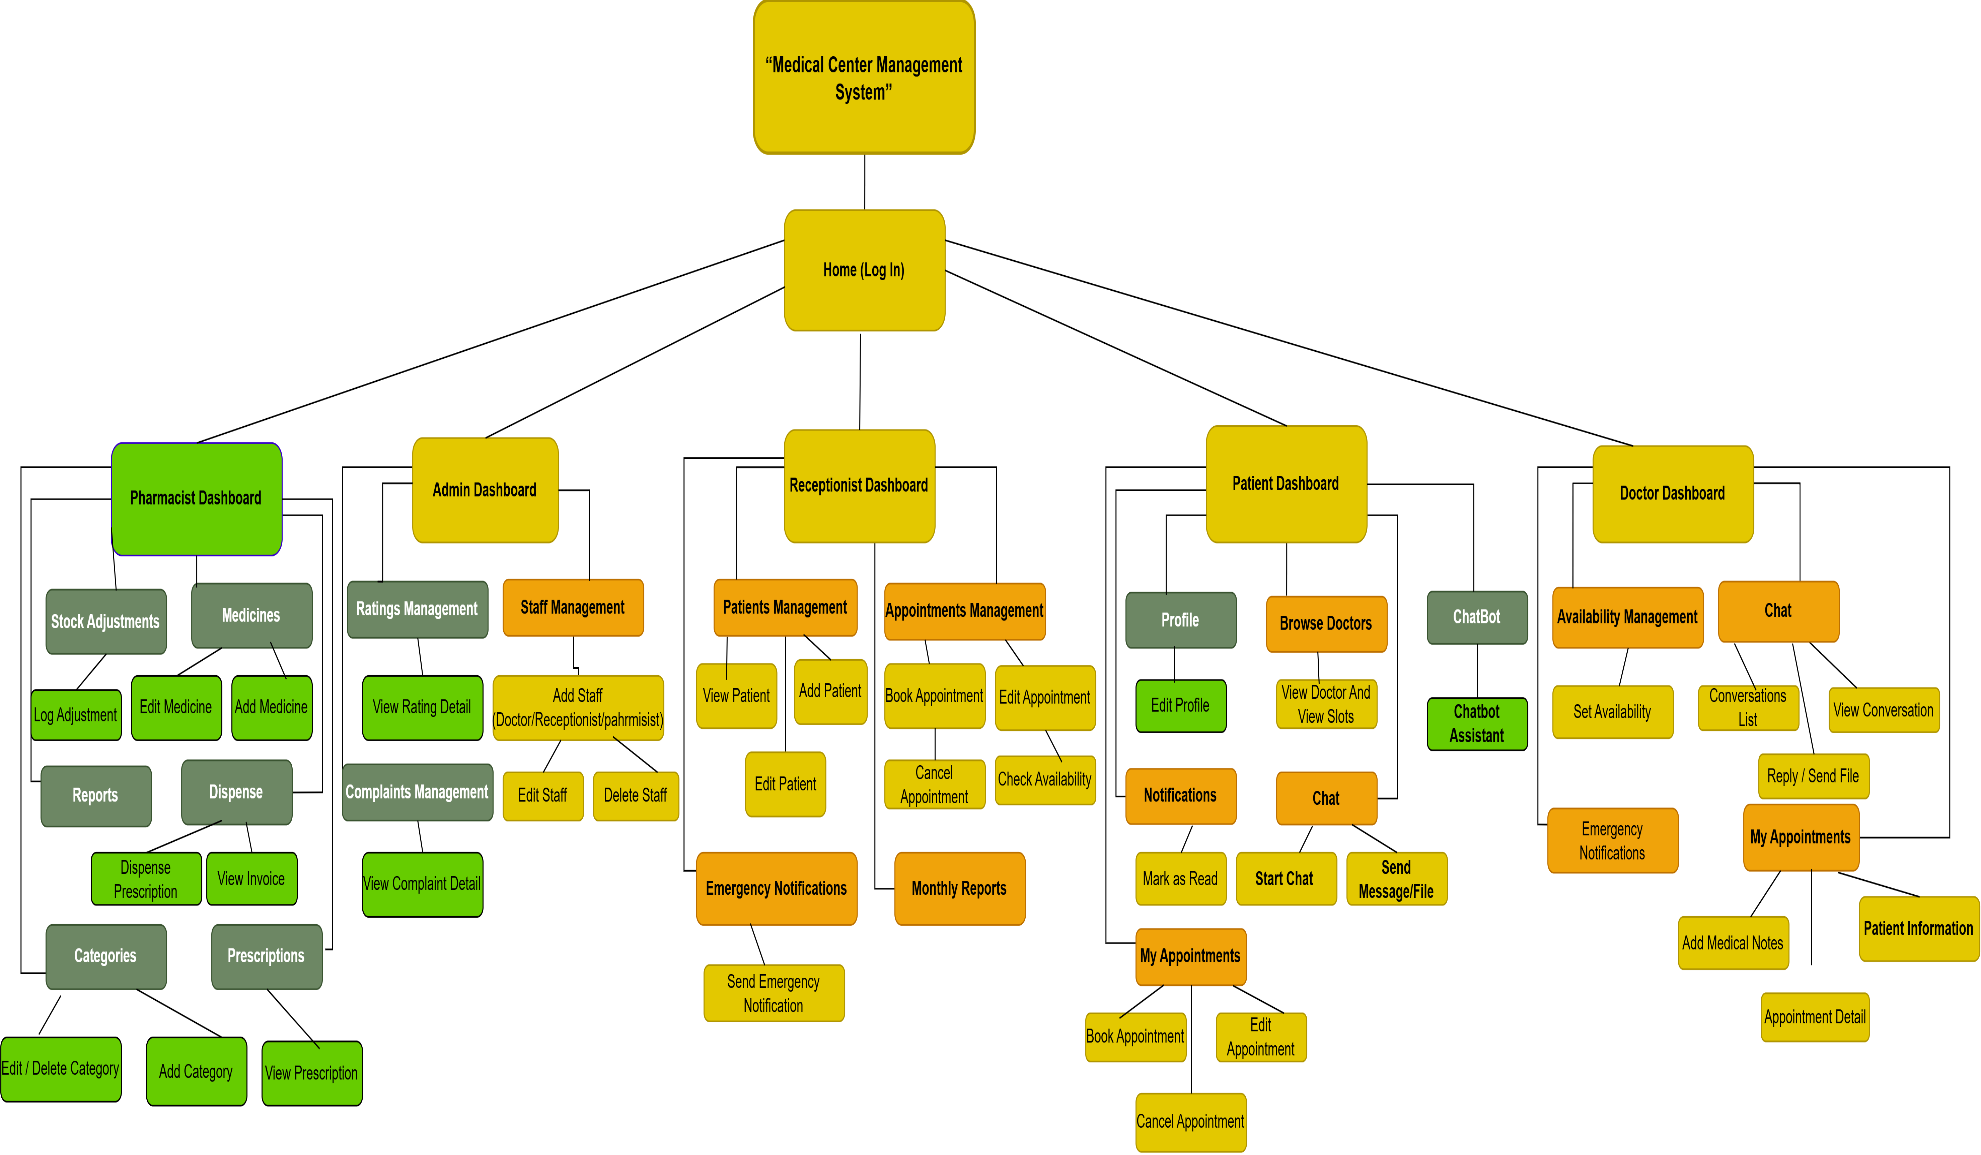 “Medical Center Management
System”
Home (Log In)
Pharmacist Dashboard
Admin Dashboard
Receptionist Dashboard
Patient Dashboard
Doctor Dashboard
Stock Adjustments
Medicines
Log Adjustment
Edit Medicine
Add Medicine
Reports
Dispense
Dispense
Prescription
View Invoice
Categories
Prescriptions
Edit / Delete Category
Add Category
View Prescription
Ratings Management
Staff Management
View Rating Detail
Add Staff
(Doctor/Receptionist/pahrmisist)
Complaints Management
Edit Staff
Delete Staff
View Complaint Detail
Patients Management
Appointments Management
View Patient
Add Patient
Book Appointment
Edit Appointment
Edit Patient
Cancel
Appointment
Check Availability
Emergency Notifications
Monthly Reports
Send Emergency
Notification
Profile
Browse Doctors
ChatBot
Edit Profile
View Doctor And
View Slots
Chatbot
Assistant
Notifications
Chat
Mark as Read
Start Chat
Send
Message/File
My Appointments
Book Appointment
Edit
Appointment
Cancel Appointment
Availability Management
Chat
Set Availability
Conversations
List
View Conversation
Reply / Send File
Emergency
Notifications
My Appointments
Add Medical Notes
Patient Information
Appointment Detail